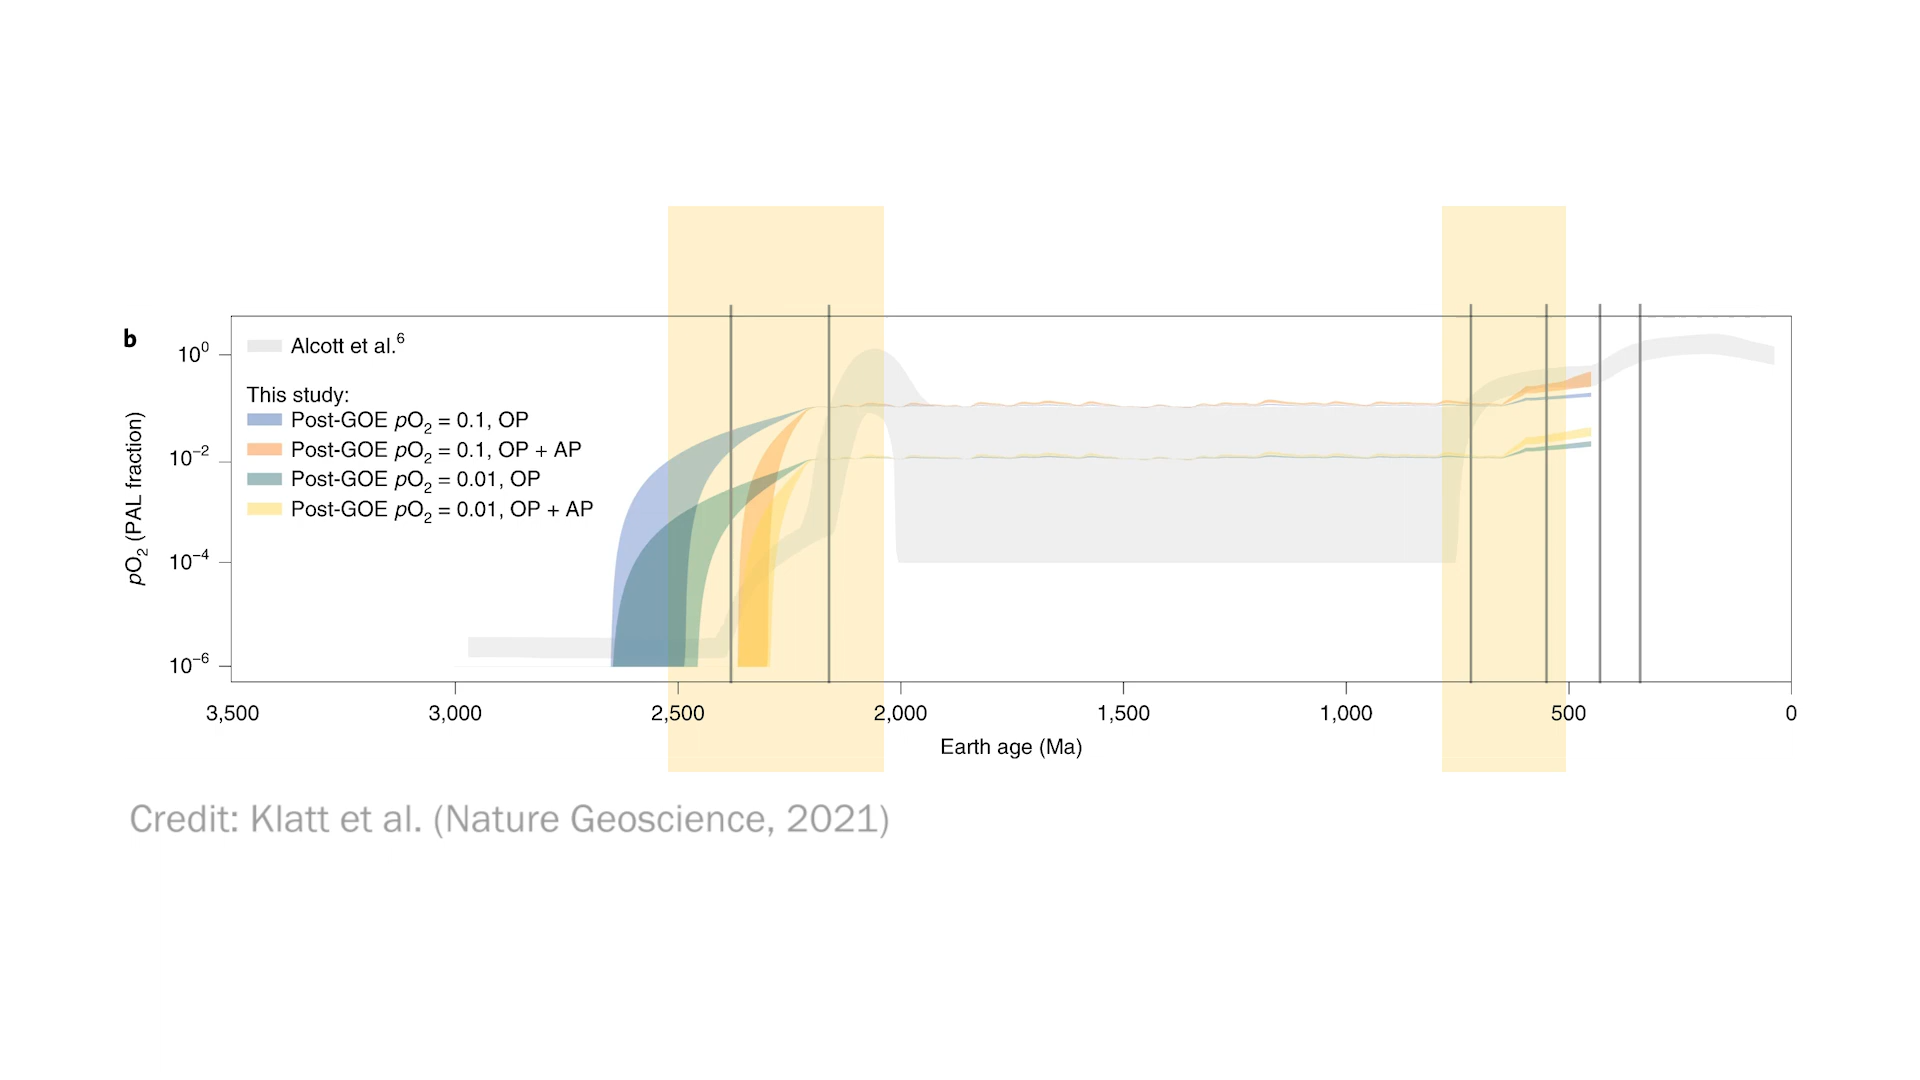 b
Alcott et al.⁶
This study:
Post-GOE pO₂ = 0.1, OP
Post-GOE pO₂ = 0.1, OP + AP
Post-GOE pO₂ = 0.01, OP
Post-GOE pO₂ = 0.01, OP + AP
pO₂ (PAL fraction)
10⁰
10⁻²
10⁻⁴
10⁻⁶
3,500 3,000 2,500 2,000 1,500 1,000 500 0
Earth age (Ma)
Credit: Klatt et al. (Nature Geoscience, 2021)